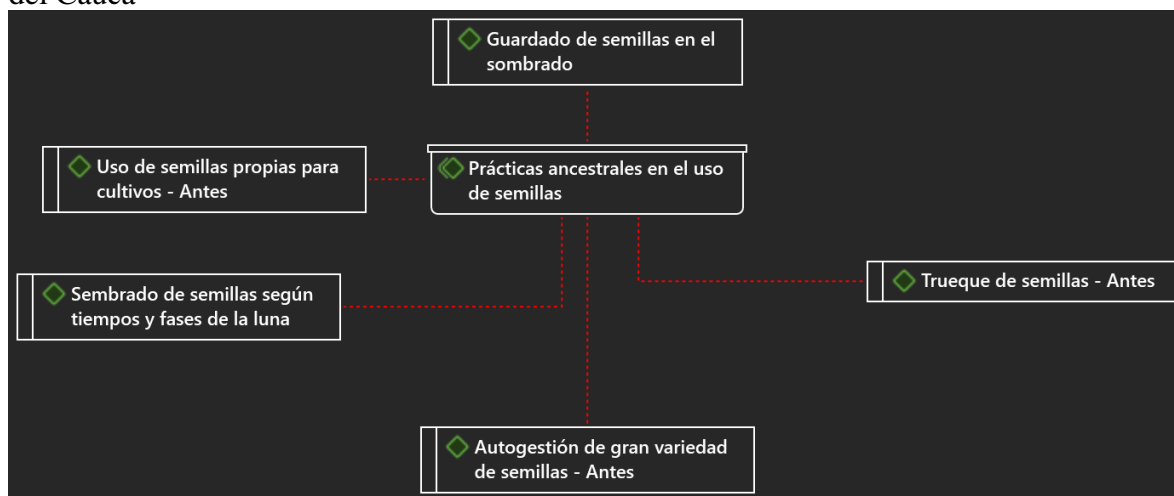 del Cauca
Guardado de semillas en el
sombrado
Uso de semillas propias para
cultivos - Antes
Prácticas ancestrales en el uso
de semillas
Sembrado de semillas según
tiempos y fases de la luna
Trueque de semillas - Antes
Autogestión de gran variedad
de semillas - Antes